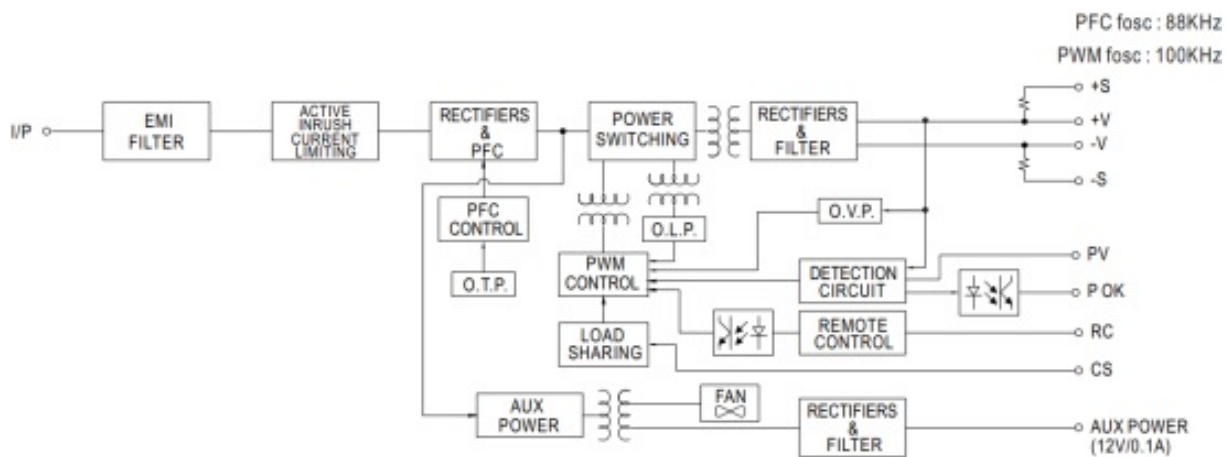 PFC fosc : 88KHz
PWM fosc : 100KHz
I/P
EMI
FILTER
ACTIVE
INRUSH
CURRENT
LIMITING
RECTIFIERS
&
PFC
POWER
SWITCHING
RECTIFIERS
&
FILTER
+S
+V
-V
-S
PFC
CONTROL
O.L.P.
O.V.P.
O.T.P.
PWM
CONTROL
DETECTION
CIRCUIT
PV
P OK
LOAD
SHARING
REMOTE
CONTROL
RC
CS
AUX
POWER
FAN
RECTIFIERS
&
FILTER
AUX POWER
(12V/0.1A)